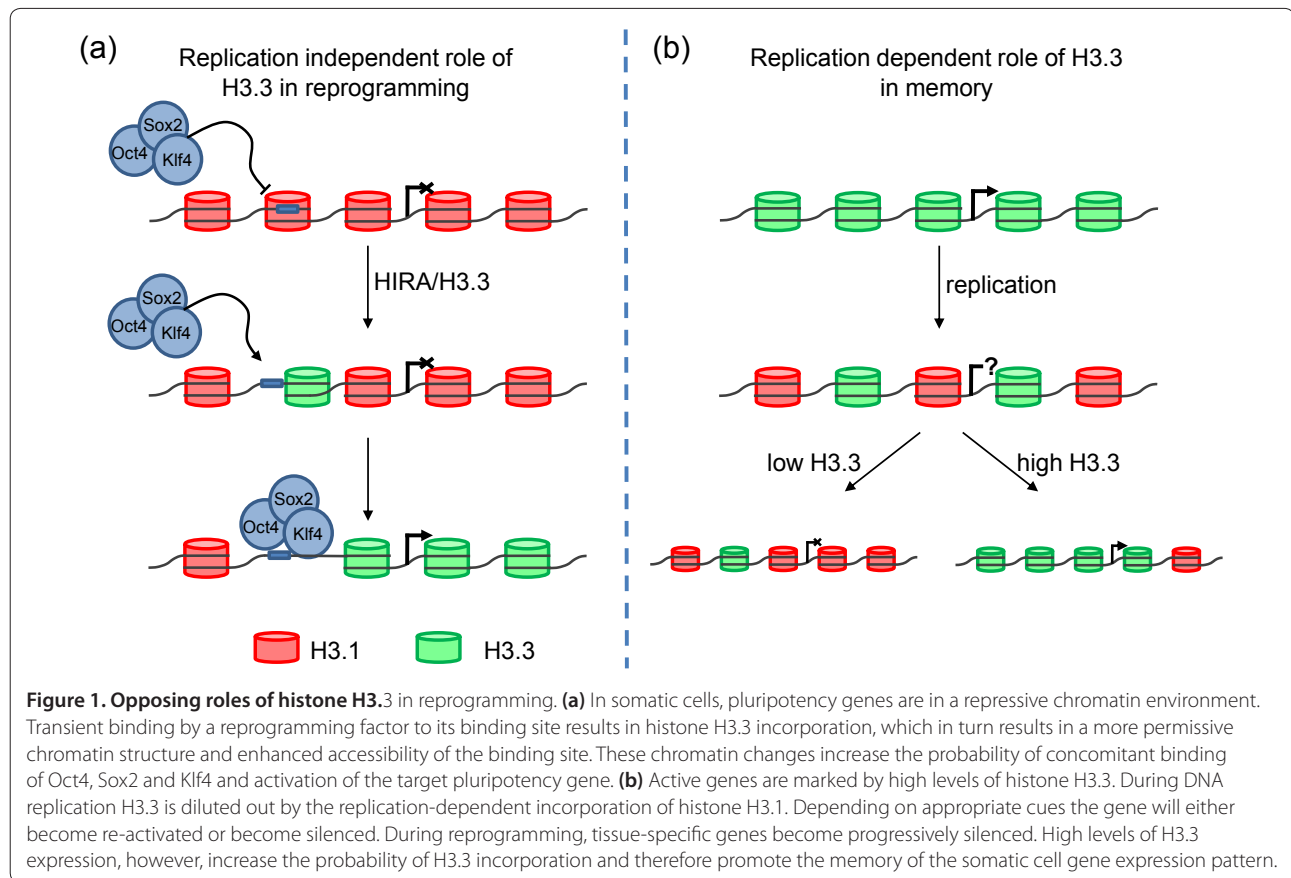 (a)
Replication independent role of
H3.3 in reprogramming
Sox2
Oct4
Klf4
HIRA/H3.3
Sox2
Oct4
Klf4
Sox2
Oct4
Klf4
H3.1
H3.3
(b)
Replication dependent role of H3.3
in memory
replication
?
low H3.3
high H3.3
Figure 1. Opposing roles of histone H3.3 in reprogramming. (a) In somatic cells, pluripotency genes are in a repressive chromatin environment.
Transient binding by a reprogramming factor to its binding site results in histone H3.3 incorporation, which in turn results in a more permissive
chromatin structure and enhanced accessibility of the binding site. These chromatin changes increase the probability of concomitant binding
of Oct4, Sox2 and Klf4 and activation of the target pluripotency gene. (b) Active genes are marked by high levels of histone H3.3. During DNA
replication H3.3 is diluted out by the replication-dependent incorporation of histone H3.1. Depending on appropriate cues the gene will either
become re-activated or become silenced. During reprogramming, tissue-specific genes become progressively silenced. High levels of H3.3
expression, however, increase the probability of H3.3 incorporation and therefore promote the memory of the somatic cell gene expression pattern.